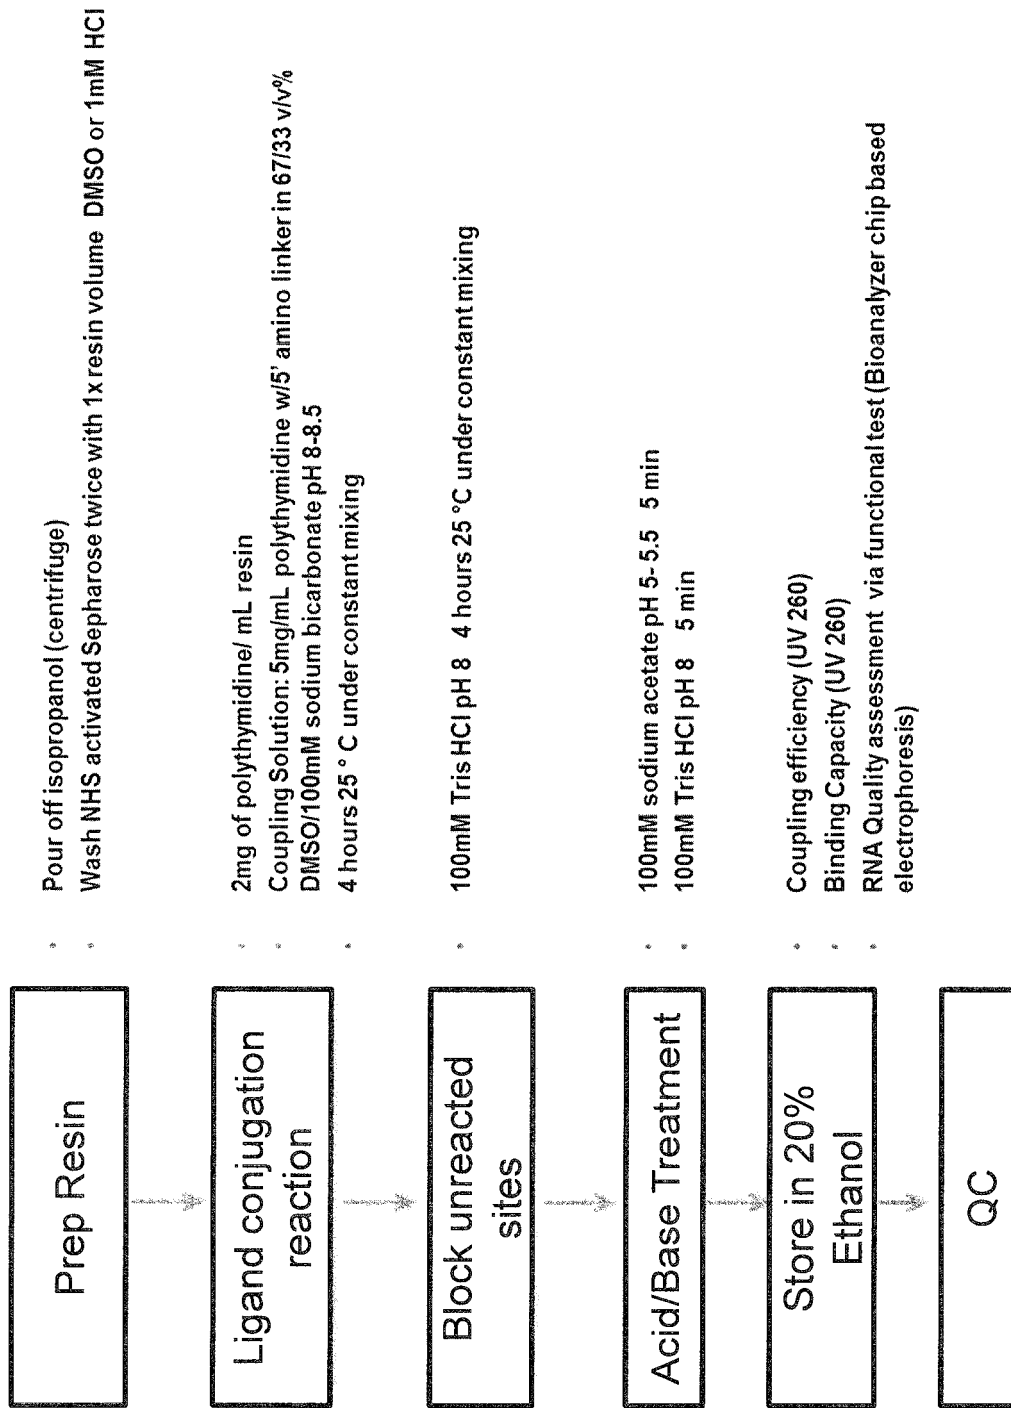 Prep Resin
• Pour off isopropanol (centrifuge)
• Wash NHS activated Sepharose twice with 1x resin volume DMSO or 1mM HCl
Ligand conjugation
reaction
• 2mg of polythymidine/ mL resin
• Coupling Solution: 5mg/mL polythymidine w/5' amino linker in 67/33 v/v%
DMSO/100mM sodium bicarbonate pH 8-8.5
• 4 hours 25 ° C under constant mixing
Block unreacted
sites
• 100mM Tris HCl pH 8 4 hours 25 °C under constant mixing
Acid/Base Treatment
• 100mM sodium acetate pH 5- 5.5 5 min
• 100mM Tris HCl pH 8 5 min
Store in 20%
Ethanol
• Coupling efficiency (UV 260)
• Binding Capacity (UV 260)
• RNA Quality assessment via functional test (Bioanalyzer chip based
electrophoresis)
QC